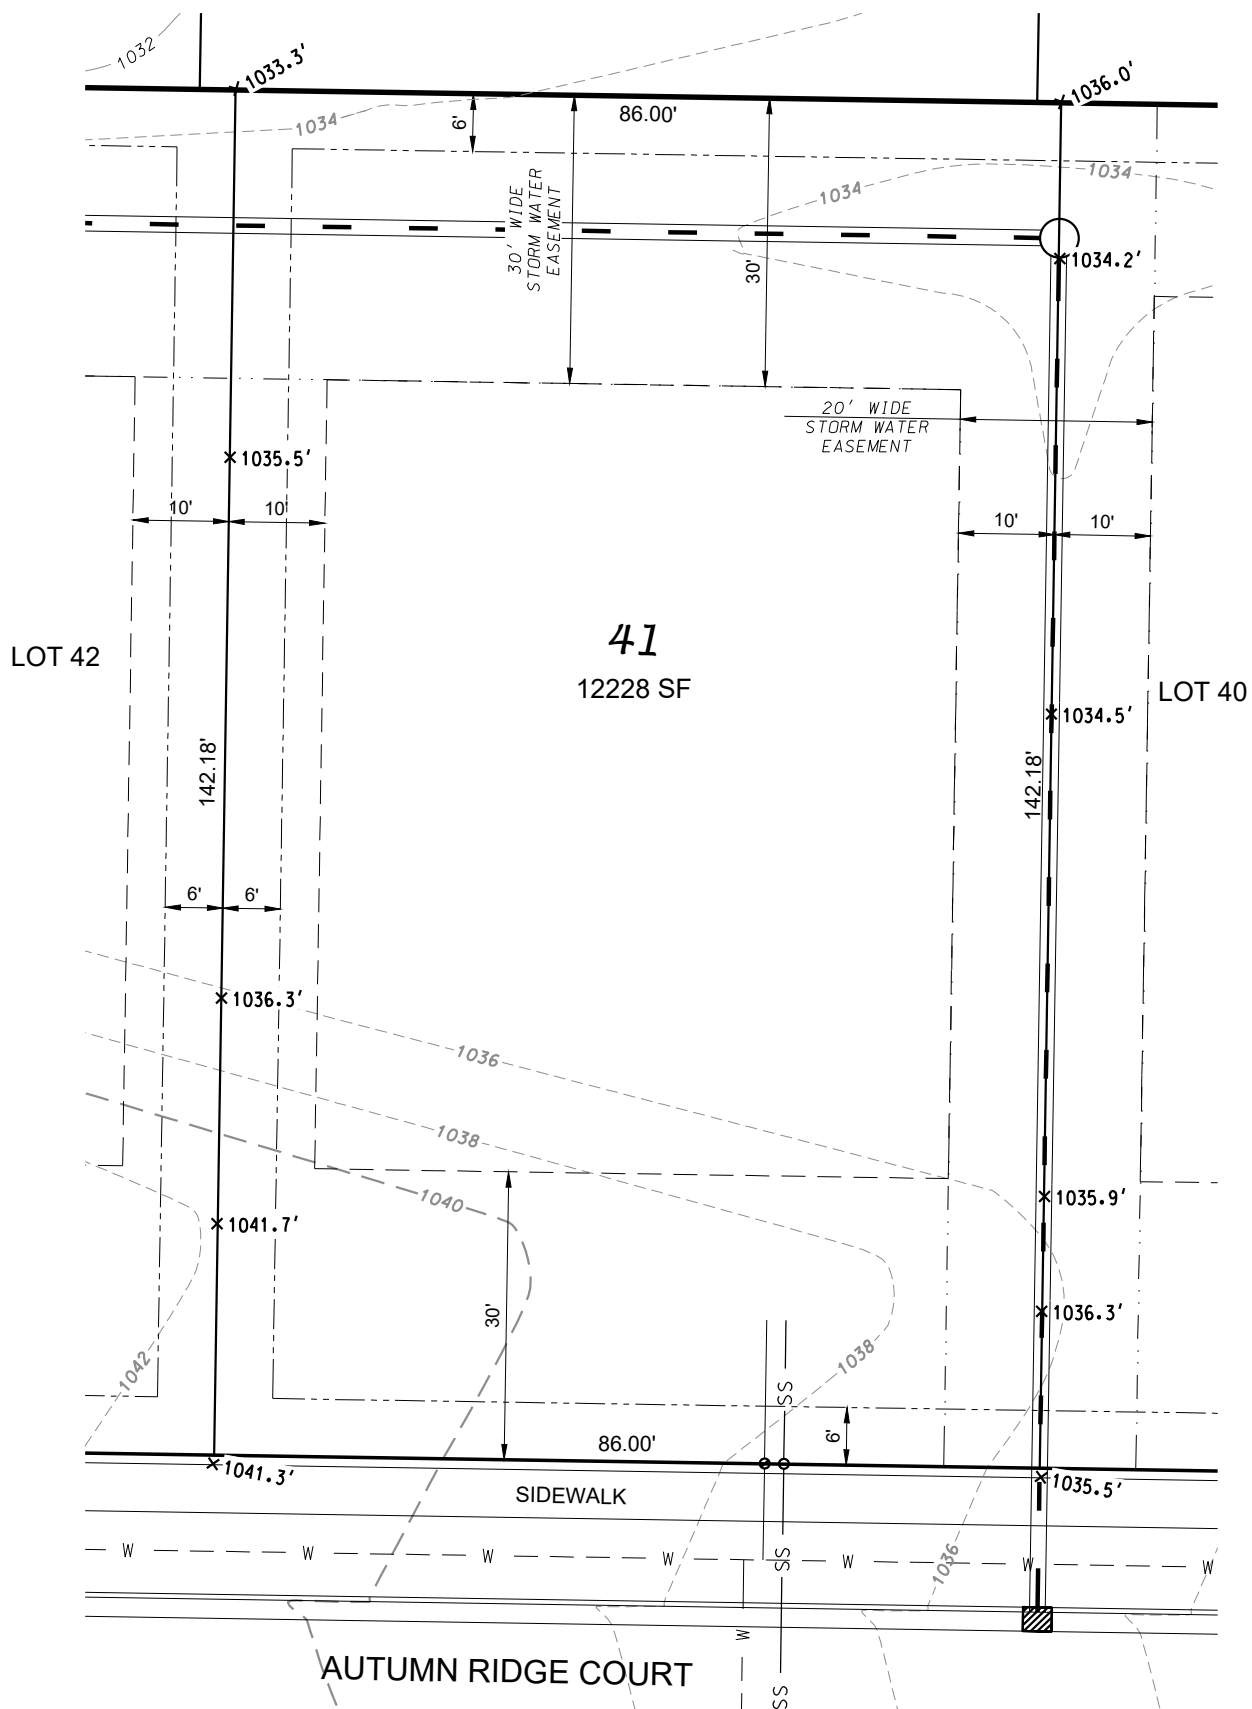 1032
1033.3'
1036.0'
86.00'
6'
1034
30' WIDE
STORM WATER
EASEMENT
1034
1034
30'
1034.2'
20' WIDE
STORM WATER
EASEMENT
1035.5'
10'
10'
10'
10'
41
12228 SF
LOT 42
LOT 40
1034.5'
142.18'
142.18'
6'
6'
1036.3'
1036
1038
1040
1035.9'
1041.7'
30'
1036.3'
1042
1038
SS
6'
86.00'
1041.3'
1035.5'
SIDEWALK
W
W
W
W
SS
W
W
W
1036
W
AUTUMN RIDGE COURT
SS